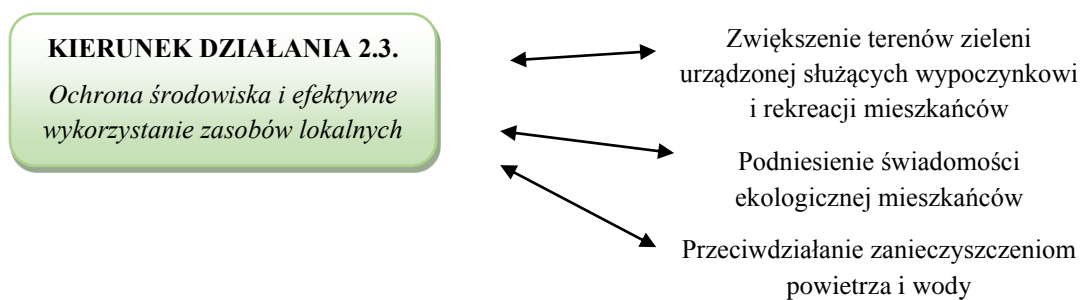 KIERUNEK DZIAŁANIA 2.3.
Ochrona środowiska i efektywne
wykorzystanie zasobów lokalnych
Zwiększenie terenów zieleni
urządzonej służących wypoczynkowi
i rekreacji mieszkańców
Podniesienie świadomości
ekologicznej mieszkańców
Przeciwdziałanie zanieczyszczeniom
powietrza i wody